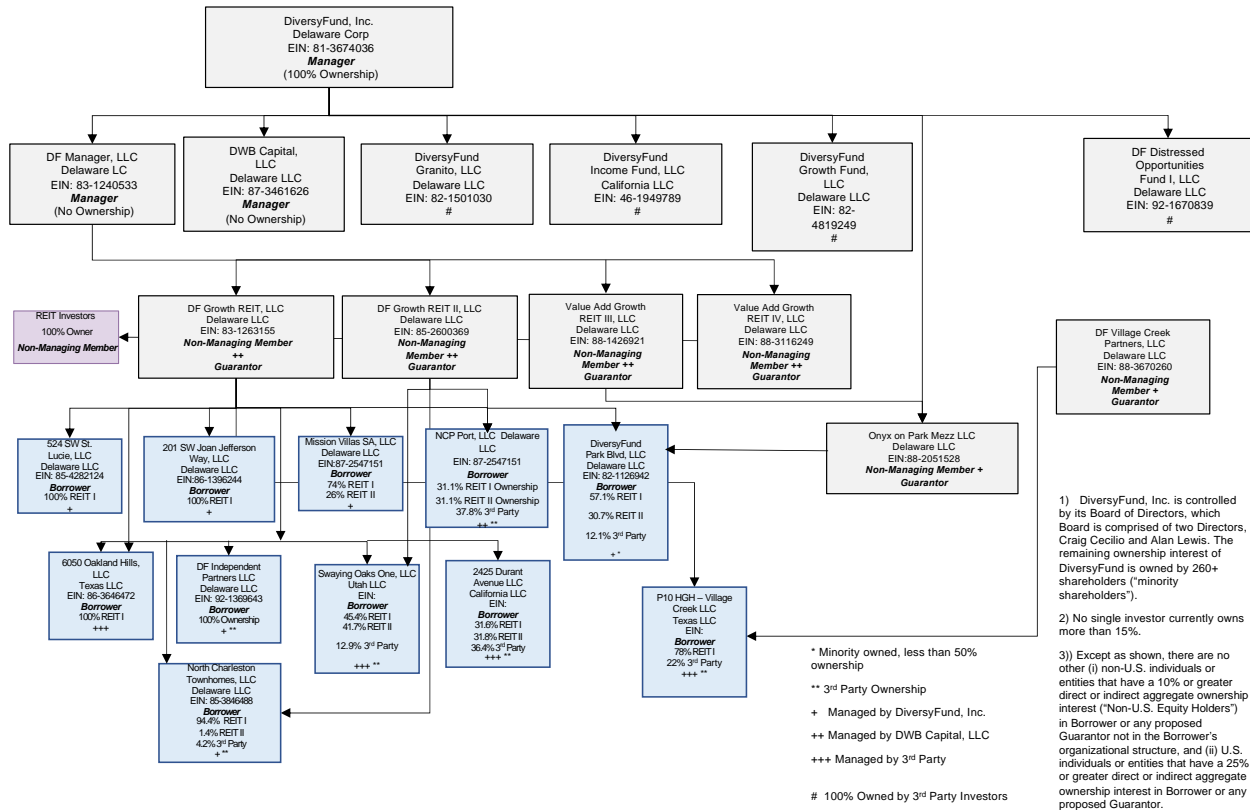 DiversyFund, Inc.
Delaware Corp
EIN: 81-3674036
Manager
(100% Ownership)
DF Manager, LLC
Delaware LC
EIN: 83-1240533
Manager
(No Ownership)
DWB Capital,
LLC
Delaware LLC
EIN: 87-3461626
Manager
(No Ownership)
DiversyFund
Granito, LLC
Delaware LLC
EIN: 82-1501030
#
DiversyFund
Income Fund, LLC
California LLC
EIN: 46-1949789
#
DiversyFund
Growth Fund,
LLC
Delaware LLC
EIN: 82-
4819249
#
DF Distressed
Opportunities
Fund I, LLC
Delaware LLC
EIN: 92-1670839
#
REIT Investors
100% Owner
Non-Managing Member
DF Growth REIT, LLC
Delaware LLC
EIN: 83-1263155
Non-Managing Member
++
Guarantor
DF Growth REIT II, LLC
Delaware LLC
EIN: 85-2600369
Non-Managing
Member ++
Guarantor
Value Add Growth
REIT III, LLC
Delaware LLC
EIN: 88-1426921
Non-Managing
Member ++
Guarantor
Value Add Growth
REIT IV, LLC
Delaware LLC
EIN: 88-3116249
Non-Managing
Member ++
Guarantor
DF Village Creek
Partners, LLC
Delaware LLC
EIN: 88-3670260
Non-Managing
Member +
Guarantor
524 SW St.
Lucie, LLC
Delaware LLC
EIN: 85-4282124
Borrower
100% REIT I
+
201 SW Joan Jefferson
Way, LLC
Delaware LLC
EIN:86-1396244
Borrower
100% REIT I
+
Mission Villas SA, LLC
Delaware LLC
EIN:87-2547151
Borrower
74% REIT I
26% REIT II
+
NCP Port, LLC Delaware
LLC
EIN: 87-2547151
Borrower
31.1% REIT I Ownership
31.1% REIT II Ownership
37.8% 3rd Party
++ **
DiversyFund
Park Blvd, LLC
Delaware LLC
EIN: 82-1126942
Borrower
57.1% REIT I
30.7% REIT II
12.1% 3rd Party
+ *
Onyx on Park Mezz LLC
Delaware LLC
EIN:88-2051528
Non-Managing Member +
Guarantor
6050 Oakland Hills,
LLC
Texas LLC
EIN: 86-3646472
Borrower
100% REIT I
+++
DF Independent
Partners LLC
Delaware LLC
EIN: 92-1369643
Borrower
100% Ownership
+ **
Swaying Oaks One, LLC
Utah LLC
EIN:
Borrower
45.4% REIT I
41.7% REIT II
12.9% 3rd Party
+++ **
2425 Durant
Avenue LLC
California LLC
EIN:
Borrower
31.6% REIT I
31.8% REIT II
36.4% 3rd Party
+++ **
P10 HGH – Village
Creek LLC
Texas LLC
EIN:
Borrower
78% REIT I
22% 3rd Party
+++ **
North Charleston
Townhomes, LLC
Delaware LLC
EIN: 85-3846488
Borrower
94.4% REIT I
1.4% REIT II
4.2% 3rd Party
+ **
* Minority owned, less than 50%
ownership
** 3rd Party Ownership
+ Managed by DiversyFund, Inc.
++ Managed by DWB Capital, LLC
+++ Managed by 3rd Party
# 100% Owned by 3rd Party Investors
1) DiversyFund, Inc. is controlled
by its Board of Directors, which
Board is comprised of two Directors,
Craig Cecilio and Alan Lewis. The
remaining ownership interest of
DiversyFund is owned by 260+
shareholders (“minority
shareholders”).
2) No single investor currently owns
more than 15%.
3)) Except as shown, there are no
other (i) non-U.S. individuals or
entities that have a 10% or greater
direct or indirect aggregate ownership
interest (“Non-U.S. Equity Holders”)
in Borrower or any proposed
Guarantor not in the Borrower’s
organizational structure, and (ii) U.S.
individuals or entities that have a 25%
or greater direct or indirect aggregate
ownership interest in Borrower or any
proposed Guarantor.